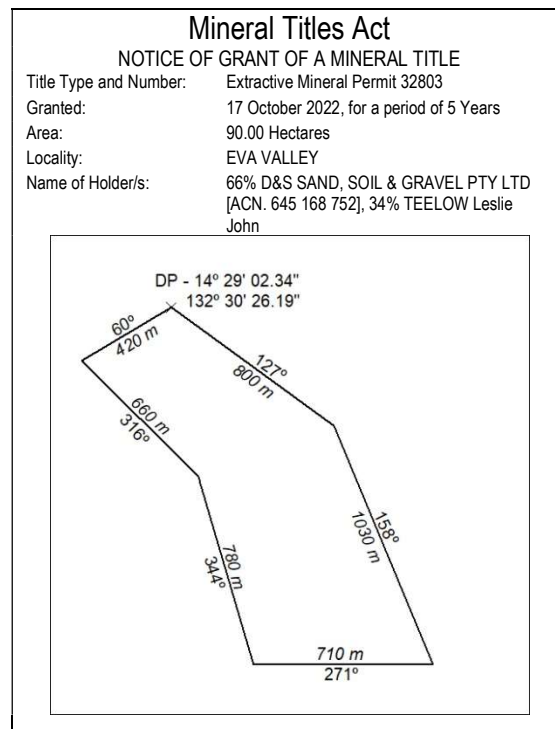 Mineral Titles Act
NOTICE OF GRANT OF A MINERAL TITLE
Title Type and Number: Extractive Mineral Permit 32803
Granted: 17 October 2022, for a period of 5 Years
Area: 90.00 Hectares
Locality: EVA VALLEY
Name of Holder/s: 66% D&S SAND, SOIL & GRAVEL PTY LTD
[ACN. 645 168 752], 34% TEELOW Leslie
John
DP - 14º 29' 02.34"
132º 30' 26.19"
60º
420 m
127º
800 m
660 m
316º
158º
1030 m
780 m
344º
710 m
271º